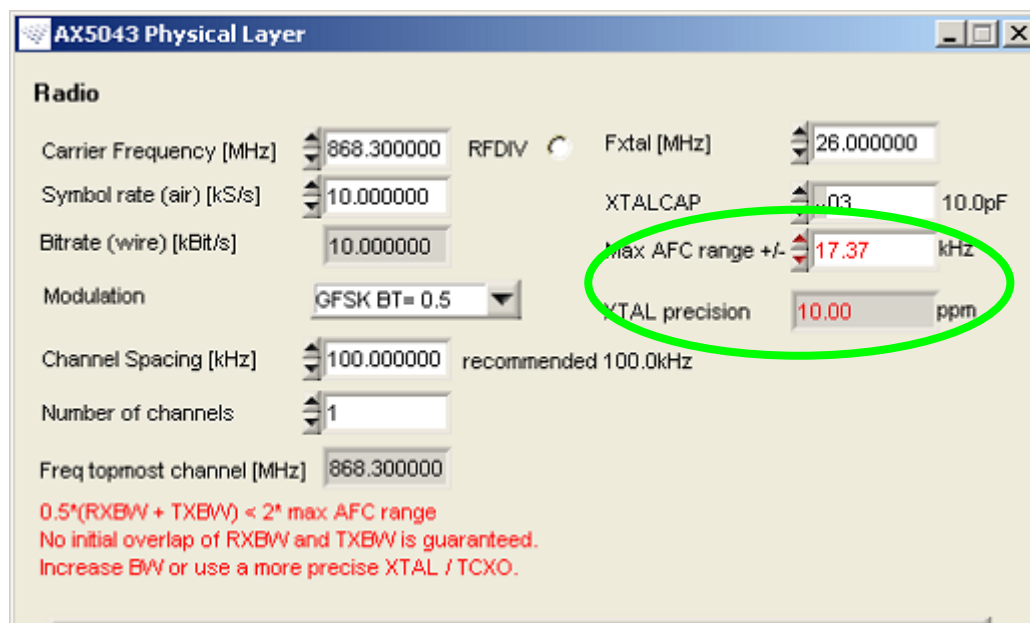 AX5043 Physical Layer
Radio
Carrier Frequency [MHz] 868.300000 RFDIV Fxtal [MHz] 26.000000
Symbol rate (air) [kS/s] 10.000000 XTALCAP 03 10.0pF
Bitrate (wire) [kBit/s] 10.000000 Max AFC range +/- 17.37 kHz
Modulation GFSK BT= 0.5 XTAL precision 10.00 ppm
Channel Spacing [kHz] 100.000000 recommended 100.0kHz
Number of channels 1
Freq topmost channel [MHz] 868.300000
0.5*(RXBW + TXBW) < 2* max AFC range
No initial overlap of RXBW and TXBW is guaranteed.
Increase BW or use a more precise XTAL / TCXO.